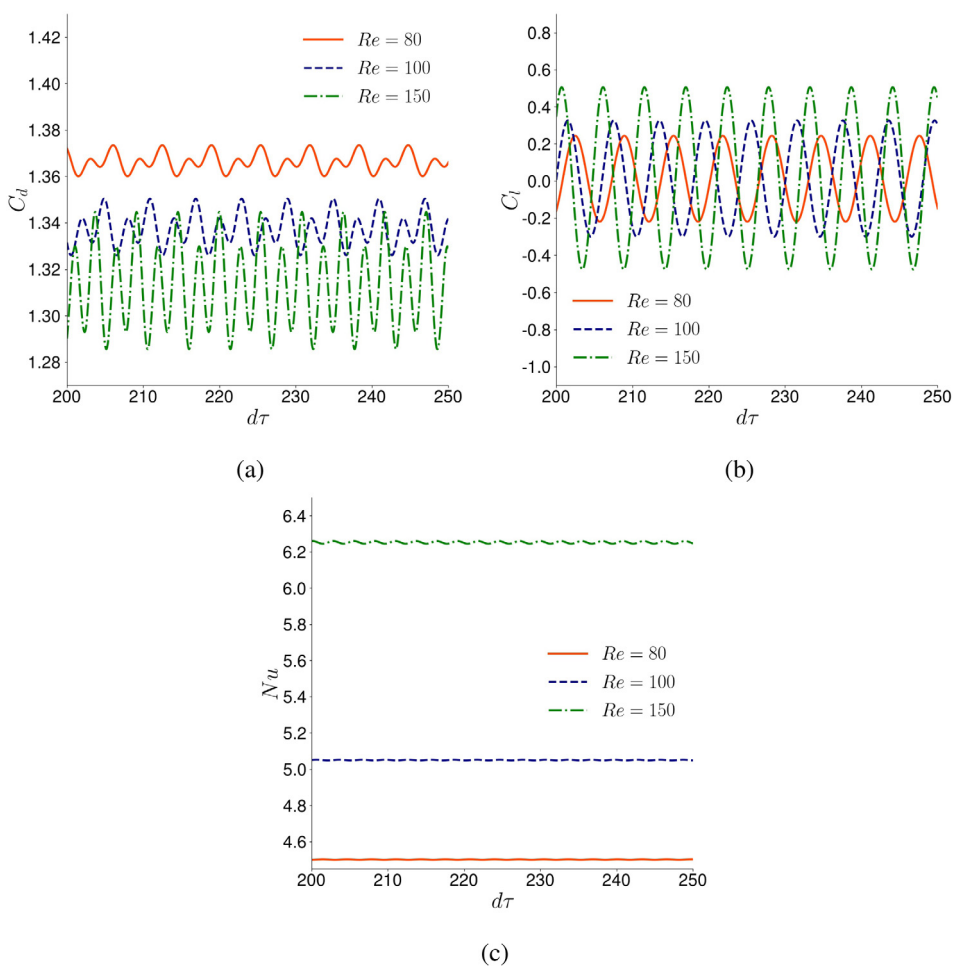 1.42
1.40
1.38
1.36
1.34
1.32
1.30
1.28
C_d
200 210 220 230 240 250
dτ
Re = 80
Re = 100
Re = 150
(a)
0.8
0.6
0.4
0.2
0.0
-0.2
-0.4
-0.6
-0.8
-1.0
C_l
200 210 220 230 240 250
dτ
Re = 80
Re = 100
Re = 150
(b)
6.4
6.2
6.0
5.8
5.6
5.4
5.2
5.0
4.8
4.6
Nu
200 210 220 230 240 250
dτ
Re = 80
Re = 100
Re = 150
(c)